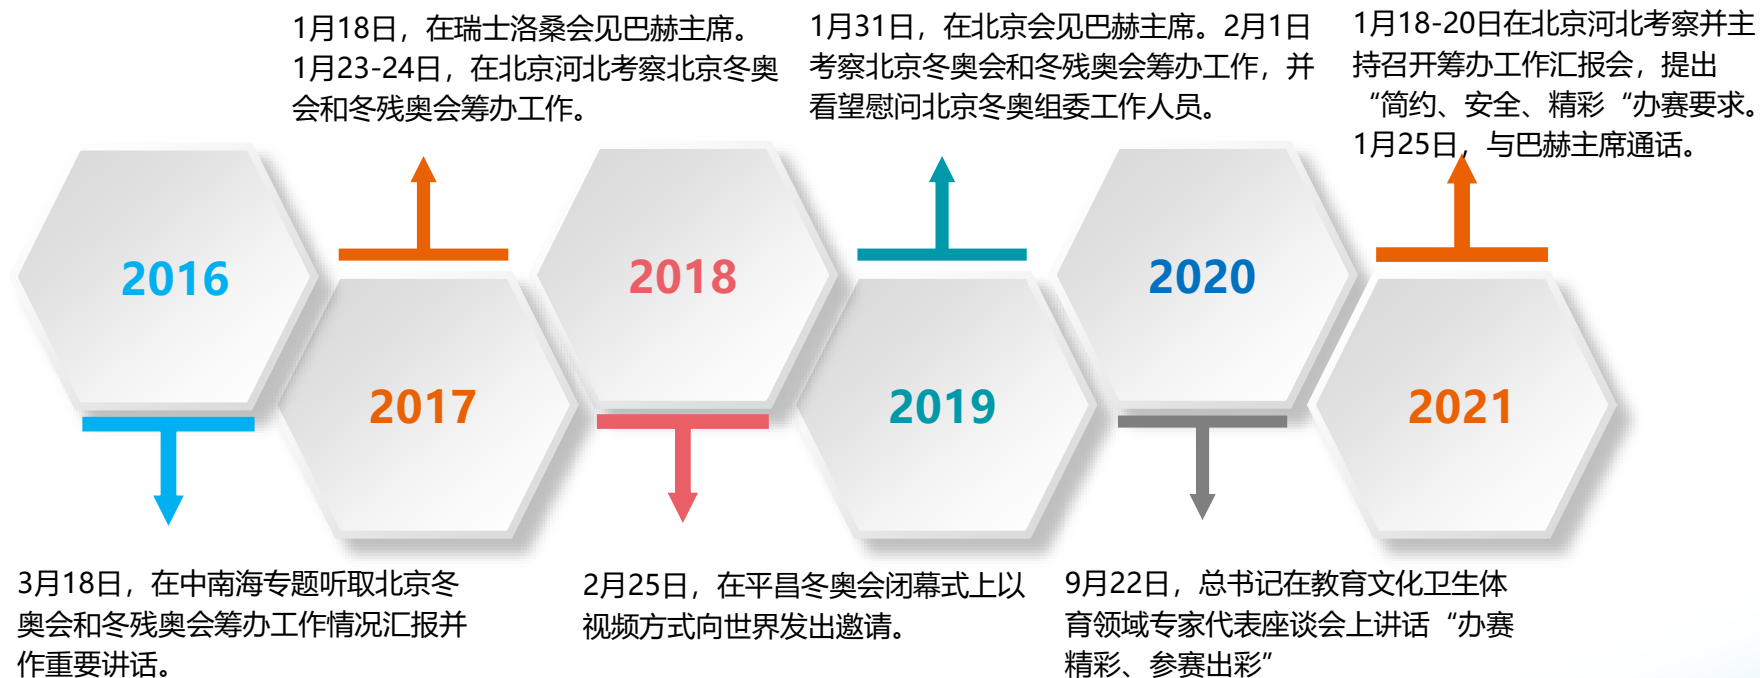 1月18日，在瑞士洛桑会见巴赫主席。
1月23-24日，在北京河北考察北京冬奥
会和冬残奥会筹办工作。
1月31日，在北京会见巴赫主席。2月1日
考察北京冬奥会和冬残奥会筹办工作，并
看望慰问北京冬奥组委工作人员。
1月18-20日在北京河北考察并主
持召开筹办工作汇报会，提出
“简约、安全、精彩“办赛要求。
1月25日，与巴赫主席通话。
2016
2017
2018
2019
2020
2021
3月18日，在中南海专题听取北京冬
奥会和冬残奥会筹办工作情况汇报并
作重要讲话。
2月25日，在平昌冬奥会闭幕式上以
视频方式向世界发出邀请。
9月22日，总书记在教育文化卫生体
育领域专家代表座谈会上讲话“办赛
精彩、参赛出彩”